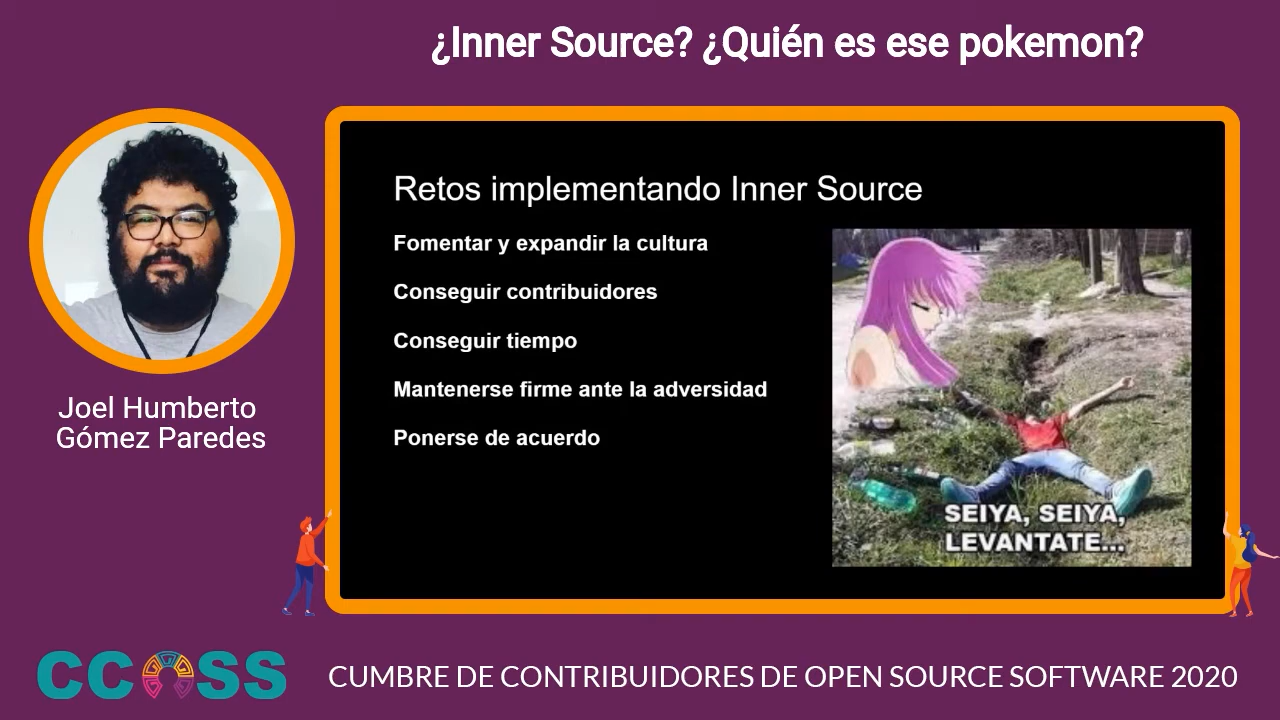 ¿Inner Source? ¿Quién es ese pokemon?
Retos implementando Inner Source
Fomentar y expandir la cultura
Conseguir contribuidores
Conseguir tiempo
Mantenerse firme ante la adversidad
Ponerse de acuerdo
SEIYA, SEIYA,
LEVANTATE...
Joel Humberto
Gómez Paredes
CCOSS
CUMBRE DE CONTRIBUIDORES DE OPEN SOURCE SOFTWARE 2020